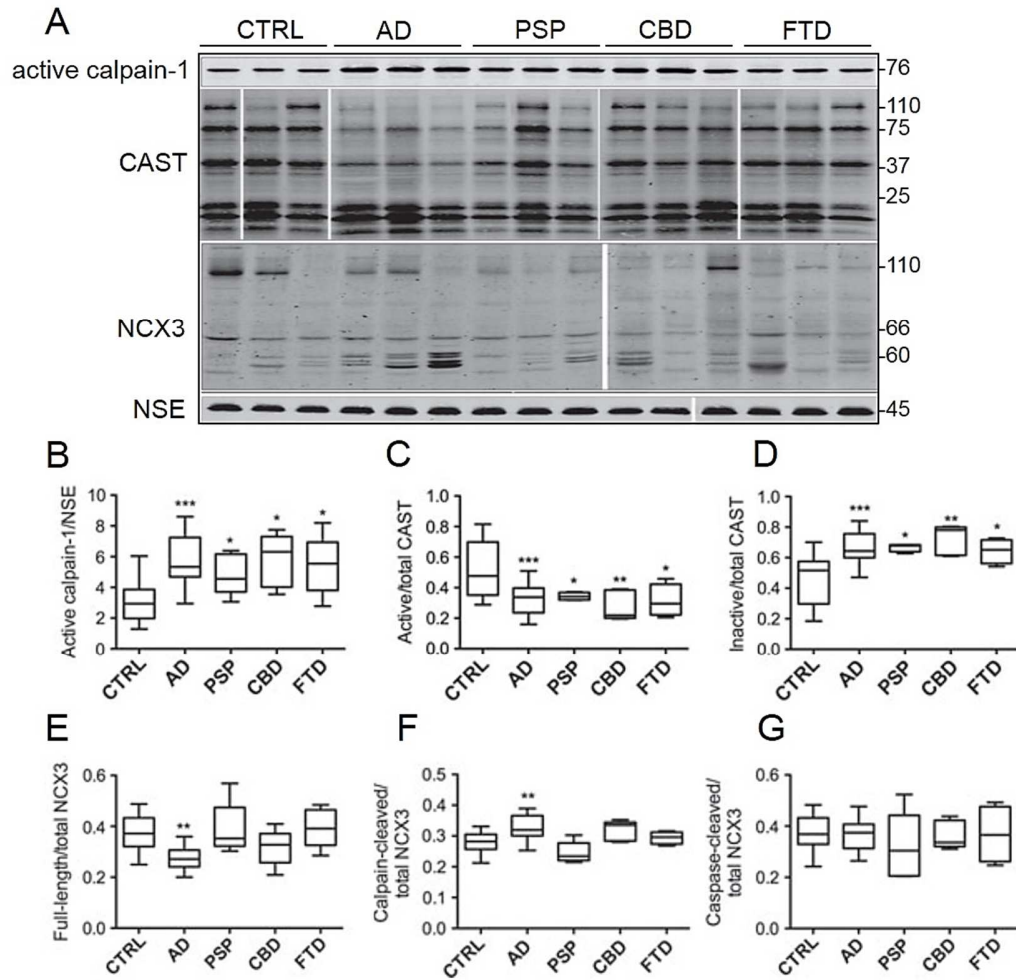 A
CTRL AD PSP CBD FTD
active calpain-1 -76
-110
-75
CAST
-37
-25
-110
NCX3 -66
-60
NSE -45
B C D
Active calpain-1/NSE
10
8
6
4
2
0
*** * * *
CTRL AD PSP CBD FTD
Active/total CAST
1.0
0.8
0.6
0.4
0.2
0.0
*** * ** *
CTRL AD PSP CBD FTD
Inactive/total CAST
1.0
0.8
0.6
0.4
0.2
0.0
*** * ** *
CTRL AD PSP CBD FTD
E F G
Full-length/total NCX3
0.6
0.4
0.2
0.0
**
CTRL AD PSP CBD FTD
Calpain-cleaved/
total NCX3
0.5
0.4
0.3
0.2
0.1
0.0
**
CTRL AD PSP CBD FTD
Caspase-cleaved/
total NCX3
0.6
0.4
0.2
0.0
CTRL AD PSP CBD FTD